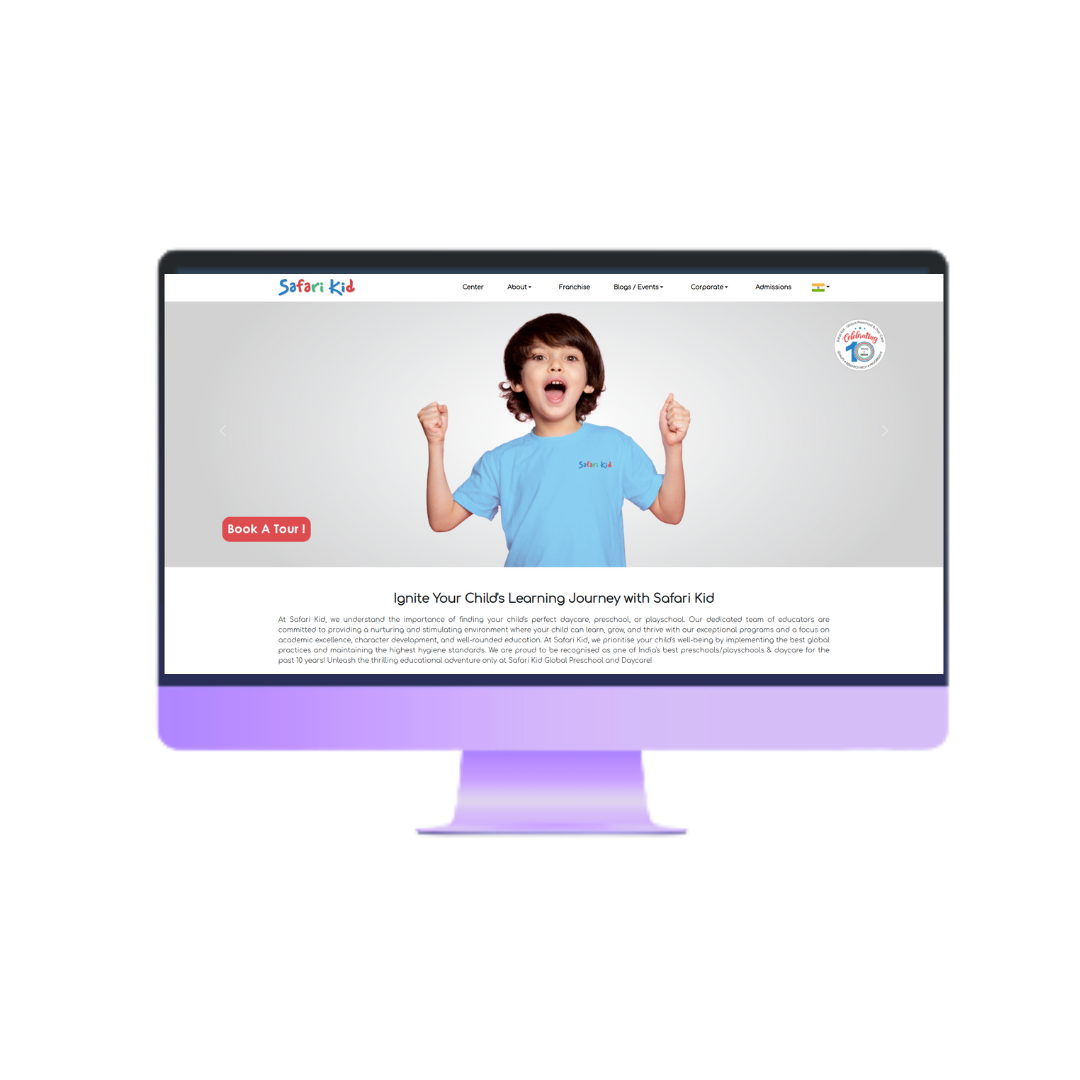 Safari Kid
Center About Franchise Blogs / Events Corporate Admissions
Celebrating
10
Safari Kid
Book A Tour !
Ignite Your Child's Learning Journey with Safari Kid
At Safari Kid, we understand the importance of finding your child's perfect daycare, preschool, or playschool. Our dedicated team of educators are
committed to providing a nurturing and stimulating environment where your child can learn, grow, and thrive with our exceptional programs and a focus on
academic excellence, character development, and well-rounded education. At Safari Kid, we prioritise your child's well-being by implementing the best global
practices and maintaining the highest hygiene standards. We are proud to be recognised as one of India's best preschools/playschools & daycare for the
past 10 years! Unleash the thrilling educational adventure only at Safari Kid Global Preschool and Daycare!